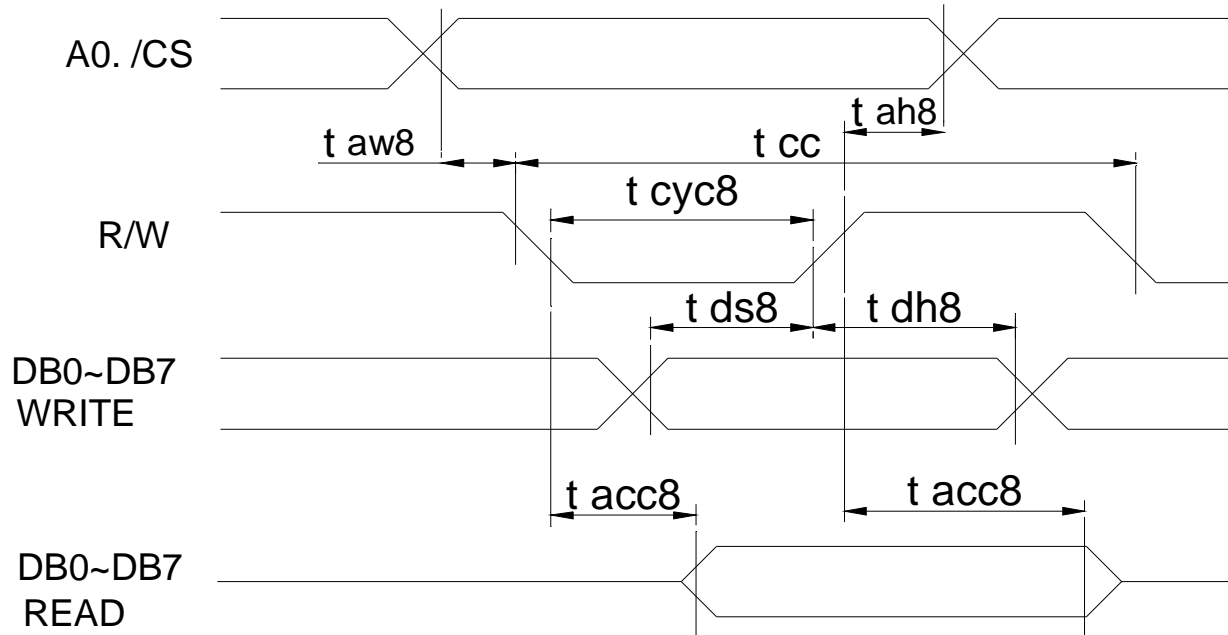 A0. /CS
t ah8
t aw8
t cc
t cyc8
R/W
t ds8
t dh8
DB0~DB7
WRITE
t acc8
t acc8
DB0~DB7
READ